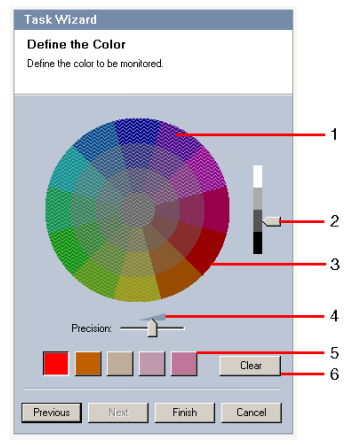 Task Wizard
Define the Color
Define the color to be monitored.
1
2
3
4
Precision:
5
Clear
6
Previous
Next
Finish
Cancel